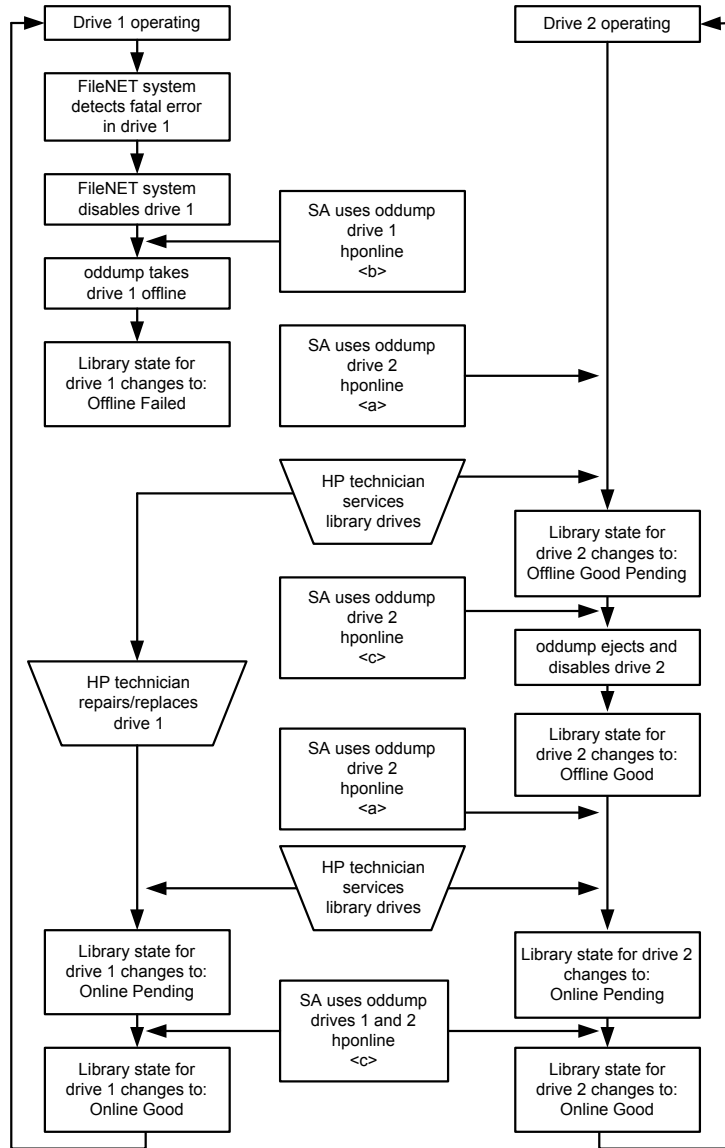 Drive 1 operating
Drive 2 operating
FileNET system
detects fatal error
in drive 1
FileNET system
disables drive 1
SA uses oddump
drive 1
hponline
<b>
oddump takes
drive 1 offline
Library state for
drive 1 changes to:
Offline Failed
SA uses oddump
drive 2
hponline
<a>
HP technician
services
library drives
Library state for
drive 2 changes to:
Offline Good Pending
SA uses oddump
drive 2
hponline
<c>
oddump ejects and
disables drive 2
HP technician
repairs/replaces
drive 1
Library state for
drive 2 changes to:
Offline Good
SA uses oddump
drive 2
hponline
<a>
HP technician
services
library drives
Library state for
drive 1 changes to:
Online Pending
Library state for drive 2
changes to:
Online Pending
SA uses oddump
drives 1 and 2
hponline
<c>
Library state for
drive 1 changes to:
Online Good
Library state for
drive 2 changes to:
Online Good